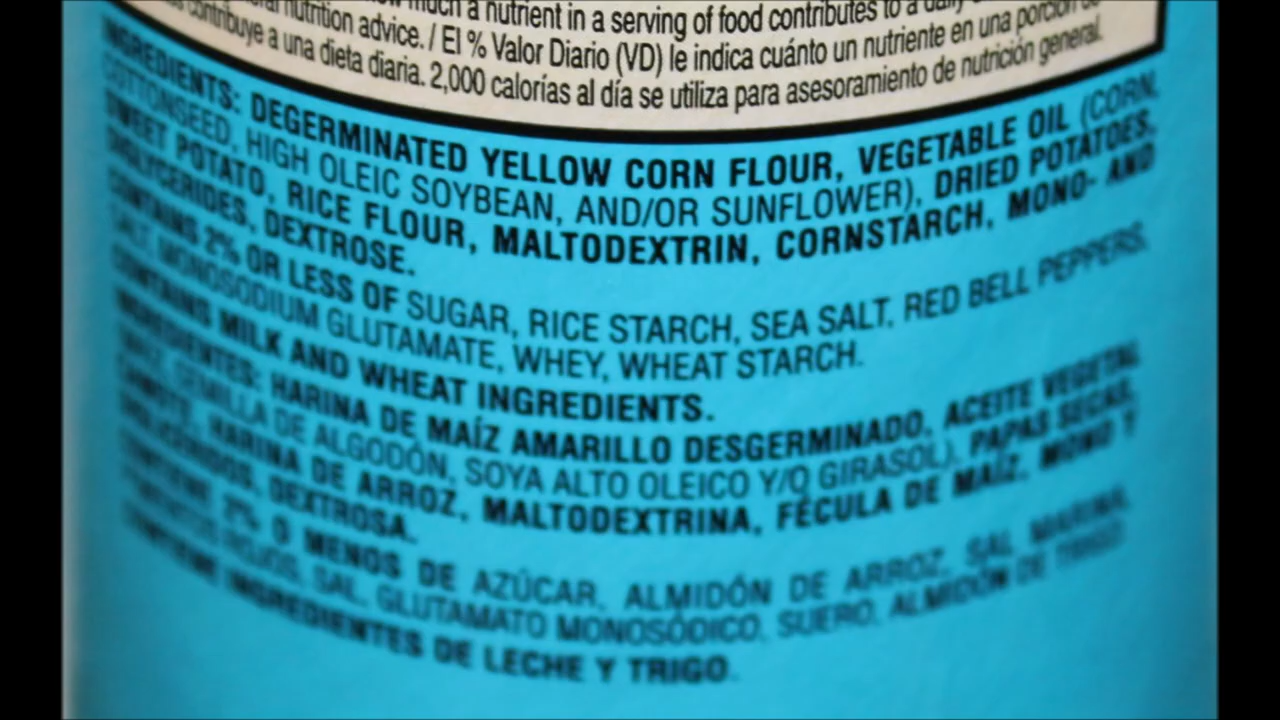 much a nutrient in a serving of food contributes to a daily
nutrition advice. / El % Valor Diario (VD) le indica cuánto un nutriente en una porción de
contribuye a una dieta diaria. 2,000 calorías al día se utiliza para asesoramiento de nutrición general.
INGREDIENTS: DEGERMINATED YELLOW CORN FLOUR, VEGETABLE OIL (CORN,
COTTONSEED, HIGH OLEIC SOYBEAN, AND/OR SUNFLOWER), DRIED POTATOES,
SWEET POTATO, RICE FLOUR, MALTODEXTRIN, CORNSTARCH, MONO- AND
DIGLYCERIDES, DEXTROSE.
CONTAINS 2% OR LESS OF SUGAR, RICE STARCH, SEA SALT, RED BELL PEPPERS,
SALT, MONOSODIUM GLUTAMATE, WHEY, WHEAT STARCH.
CONTAINS MILK AND WHEAT INGREDIENTS.
INGREDIENTES: HARINA DE MAÍZ AMARILLO DESGERMINADO, ACEITE VEGETAL
MAÍZ, SEMILLA DE ALGODÓN, SOYA ALTO OLEICO Y/O GIRASOL), PAPAS SECAS,
CAMOTE, HARINA DE ARROZ, MALTODEXTRINA, FÉCULA DE MAÍZ, MONO Y
DIGLICÉRIDOS, DEXTROSA.
CONTIENE 2% O MENOS DE AZÚCAR, ALMIDÓN DE ARROZ, SAL MARINA,
ROJOS, SAL, GLUTAMATO MONOSÓDICO, SUERO, ALMIDÓN DE TRIGO.
CONTIENE INGREDIENTES DE LECHE Y TRIGO.